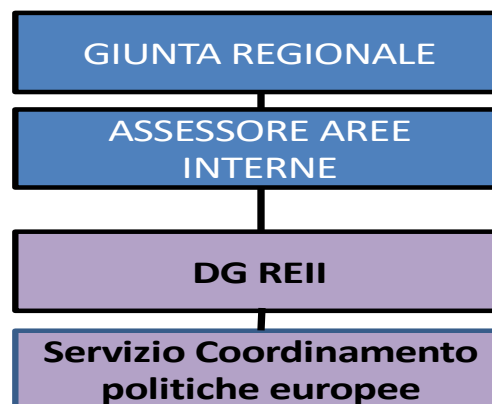 GIUNTA REGIONALE
ASSESSORE AREE
INTERNE
DG REII
Servizio Coordinamento
politiche europee